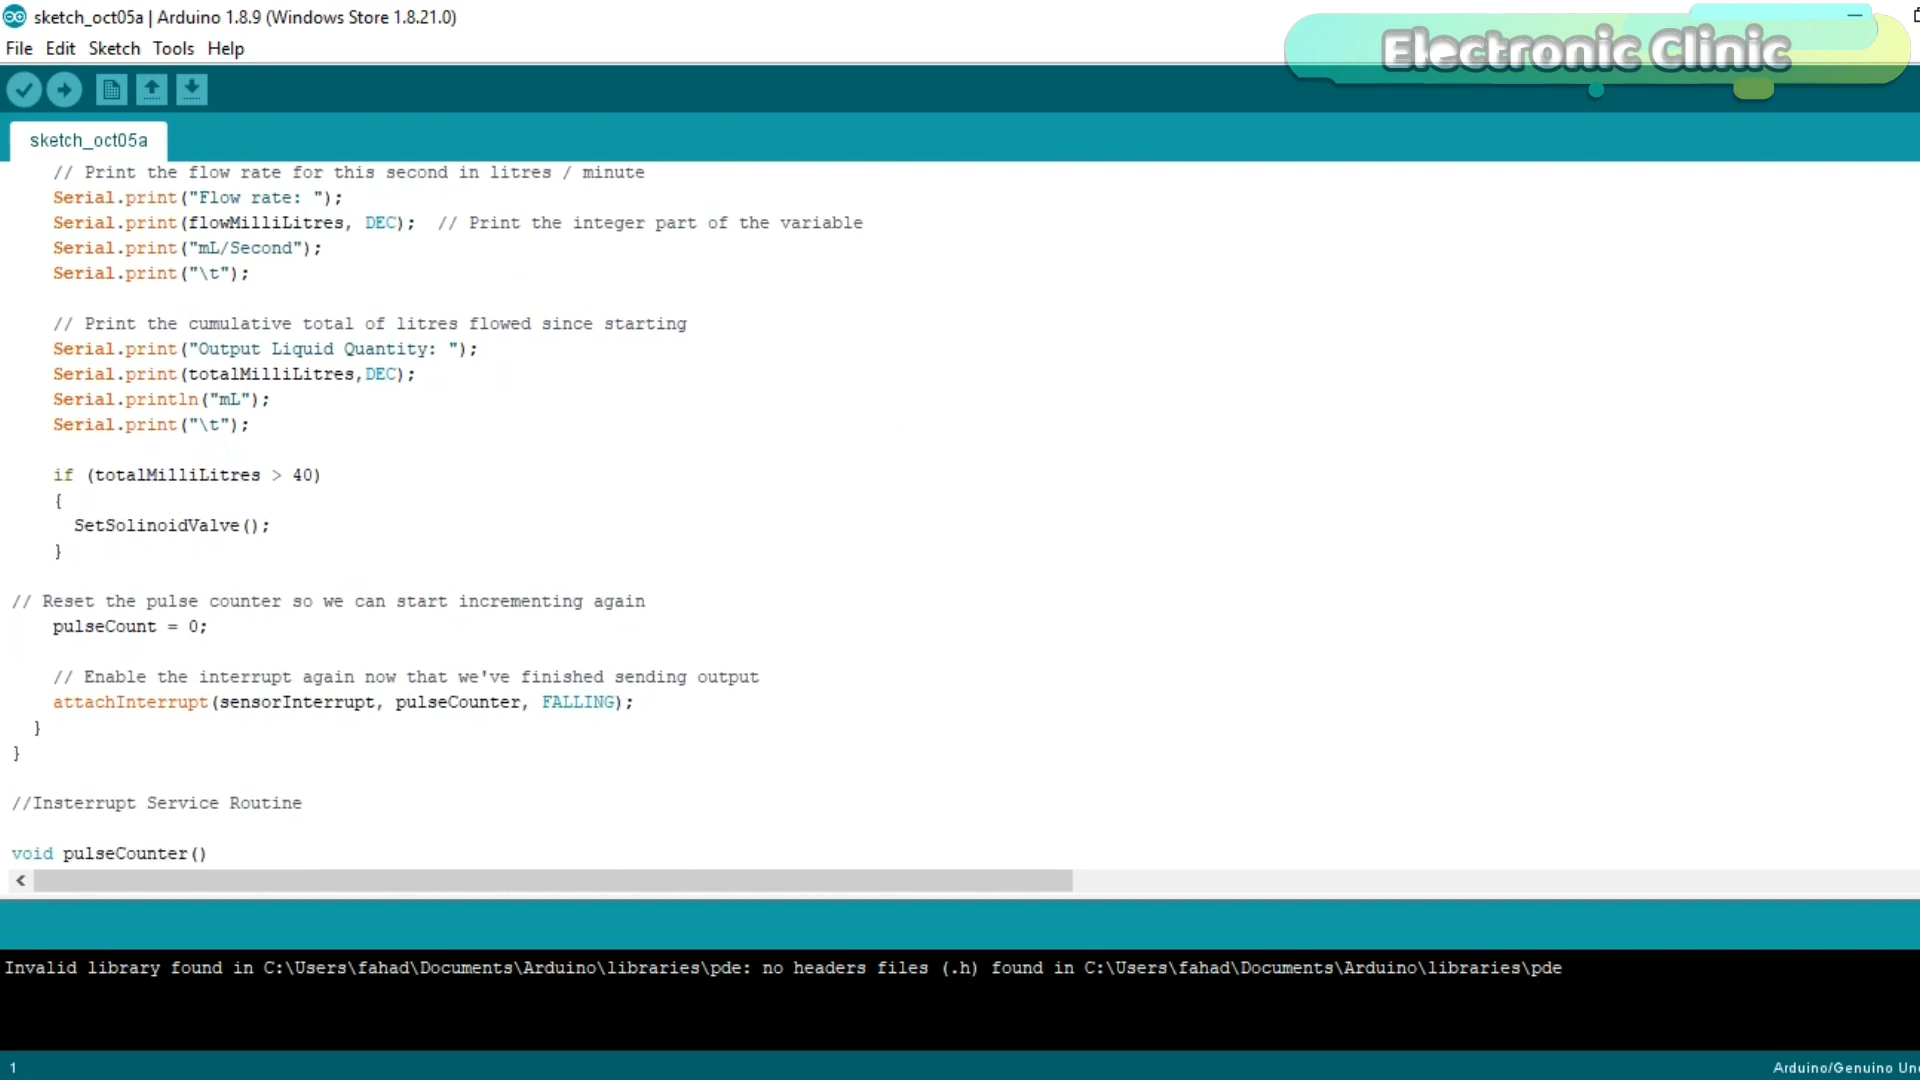 sketch_oct05a | Arduino 1.8.9 (Windows Store 1.8.21.0)
Electronic Clinic
File Edit Sketch Tools Help
sketch_oct05a
// Print the flow rate for this second in litres / minute
Serial.print("Flow rate: ");
Serial.print(flowMilliLitres, DEC);  // Print the integer part of the variable
Serial.print("mL/Second");
Serial.print("\t");
// Print the cumulative total of litres flowed since starting
Serial.print("Output Liquid Quantity: ");
Serial.print(totalMilliLitres,DEC);
Serial.println("mL");
Serial.print("\t");
if (totalMilliLitres > 40)
{
SetSolinoidValve();
}
// Reset the pulse counter so we can start incrementing again
pulseCount = 0;
// Enable the interrupt again now that we've finished sending output
attachInterrupt(sensorInterrupt, pulseCounter, FALLING);
}
}
//Insterrupt Service Routine
void pulseCounter()
Invalid library found in C:\Users\fahad\Documents\Arduino\libraries\pde: no headers files (.h) found in C:\Users\fahad\Documents\Arduino\libraries\pde
1
Arduino/Genuino